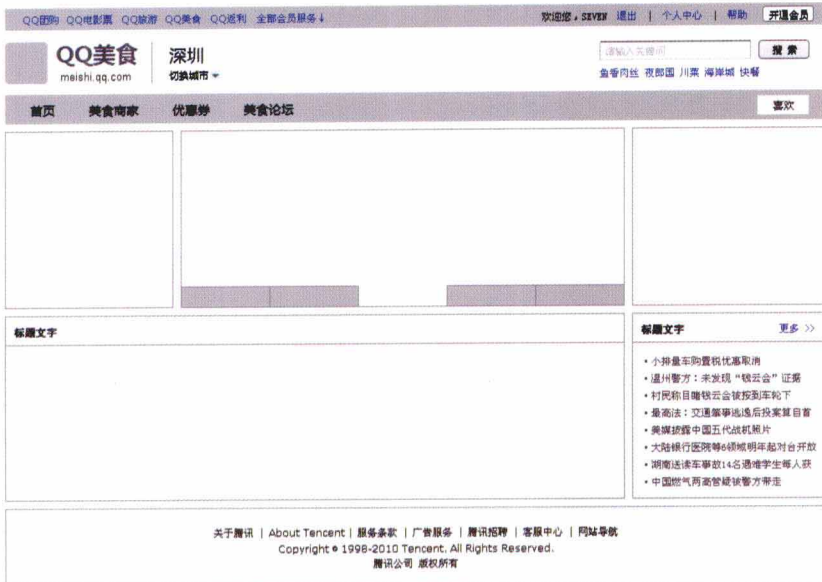 QQ团购 QQ电影票 QQ旅游 QQ美食 QQ返利 全部会员服务↓ 欢迎您，SEVEN 退出 | 个人中心 | 帮助 开通会员
QQ美食 深圳 请输入关键词 搜索
meishi.qq.com 切换城市 鱼香肉丝 夜郎国 川菜 海岸城 快餐
首页 美食商家 优惠券 美食论坛 喜欢
标题文字
标题文字 更多 >>
• 小排量车购置税优惠取消
• 温州警方：未发现“钱云会”证据
• 村民称目睹钱云会被按到车轮下
• 最高法：交通肇事逃逸后投案算自首
• 美媒披露中国五代战机照片
• 大陆银行医院等6领域明年起对台开放
• 湖南送读车事故14名遇难学生每人获
• 中国燃气两高管疑被警方带走
关于腾讯 | About Tencent | 服务条款 | 广告服务 | 腾讯招聘 | 客服中心 | 网站导航
Copyright © 1998-2010 Tencent. All Rights Reserved.
腾讯公司 版权所有